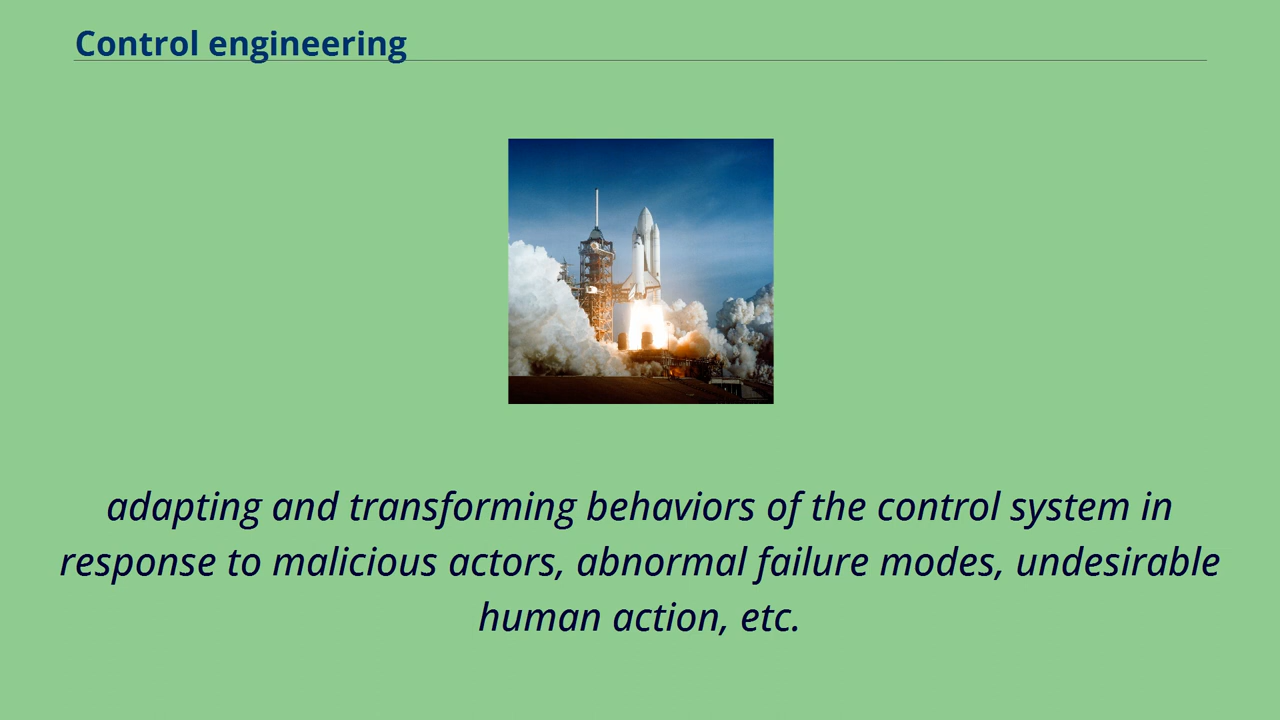 Control engineering
adapting and transforming behaviors of the control system in
response to malicious actors, abnormal failure modes, undesirable
human action, etc.